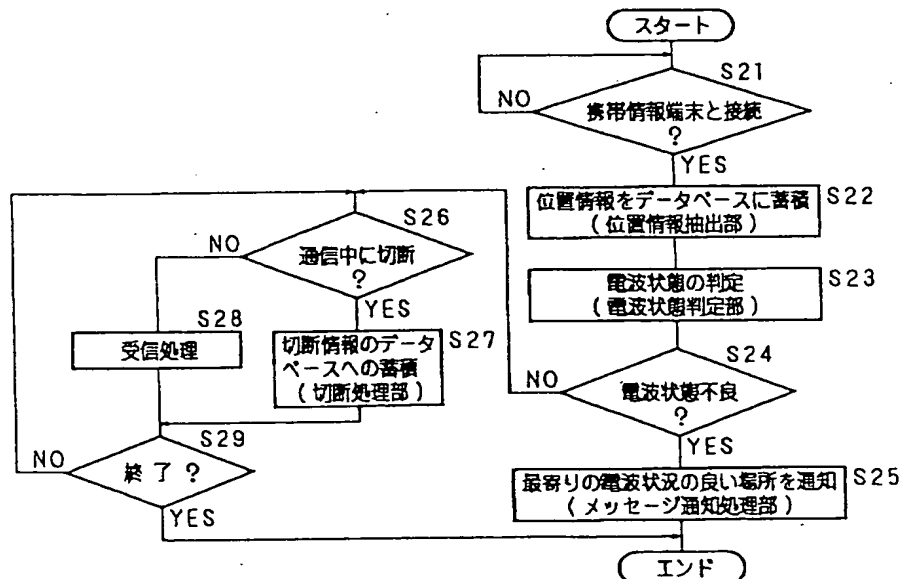 スタート
S21
NO
携帯情報端末と接続
?
YES
位置情報をデータベースに蓄積
(位置情報抽出部)
S22
電波状態の判定
(電波状態判定部)
S23
S24
NO
電波状態不良
?
YES
最寄りの電波状況の良い場所を通知
(メッセージ通知処理部)
S25
S26
NO
通信中に切断
?
YES
S28
受信処理
切断情報のデータ
ベースへの蓄積
(切断処理部)
S27
S29
NO
終了?
YES
エンド